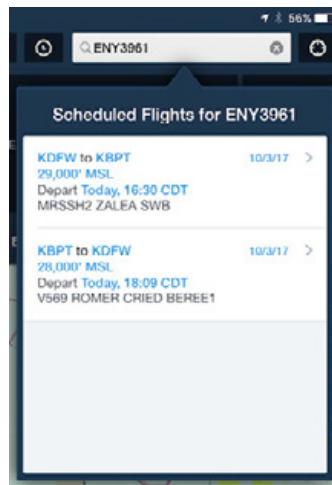 56%
ENY3961
Scheduled Flights for ENY3961
KDFW to KBPT 10/3/17
29,000' MSL
Depart Today, 16:30 CDT
MRSSH2 ZALEA SWB
KBPT to KDFW 10/3/17
28,000' MSL
Depart Today, 18:09 CDT
V569 ROMER CRIED BEREE1